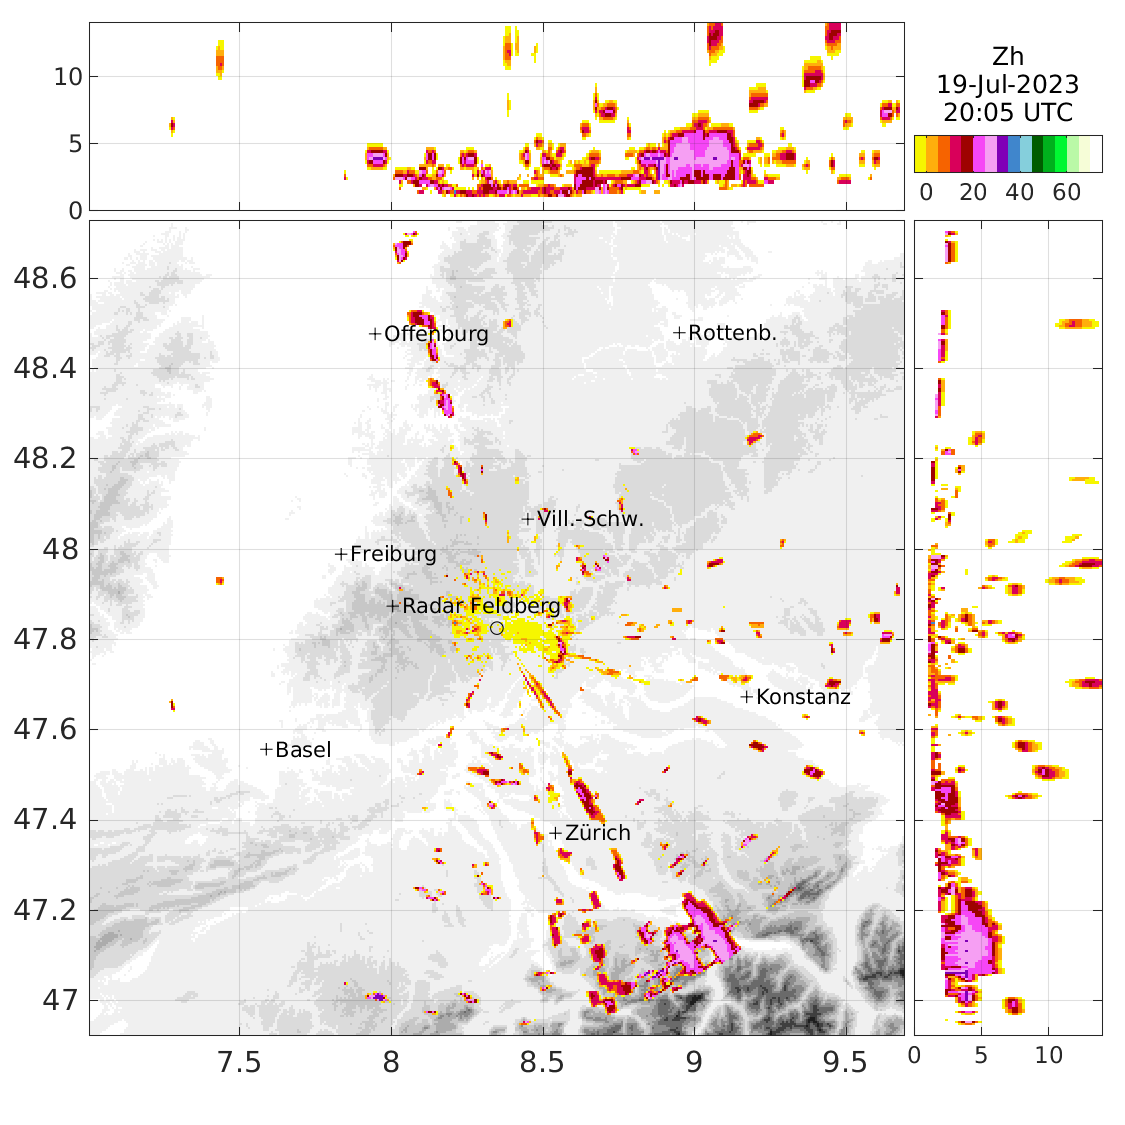 10
5
0
Zh
19-Jul-2023
20:05 UTC
0 20 40 60
48.6
48.4
48.2
48
47.8
47.6
47.4
47.2
47
+Offenburg
+Rottenb.
+Vill.-Schw.
+Freiburg
+Radar Feldberg
+Konstanz
+Basel
+Zürich
7.5 8 8.5 9 9.5
0 5 10